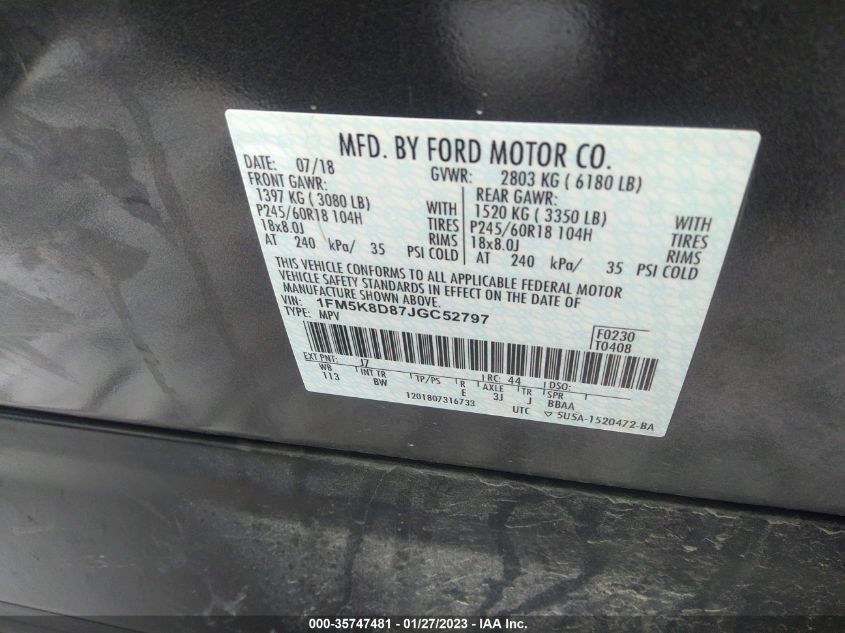 MFD. BY FORD MOTOR CO.
DATE: 07/18 GVWR: 2803 KG ( 6180 LB)
FRONT GAWR: REAR GAWR:
1397 KG ( 3080 LB) WITH 1520 KG ( 3350 LB) WITH
P245/60R18 104H TIRES P245/60R18 104H TIRES
18x8.0J RIMS 18x8.0J RIMS
AT 240 kPa/ 35 PSI COLD AT 240 kPa/ 35 PSI COLD
THIS VEHICLE CONFORMS TO ALL APPLICABLE FEDERAL MOTOR
VEHICLE SAFETY STANDARDS IN EFFECT ON THE DATE OF
MANUFACTURE SHOWN ABOVE.
VIN: 1FM5K8D87JGC52797
TYPE: MPV
F0230
T0408
EXT PNT: J7 RC: 44 DSO:
WB INT TR TP/PS R AXLE TR SPR
113 BW E 3J J BBAA
1201807316733 UTC ▽ 5U5A-1520472-BA
000-35747481 - 01/27/2023 - IAA Inc.